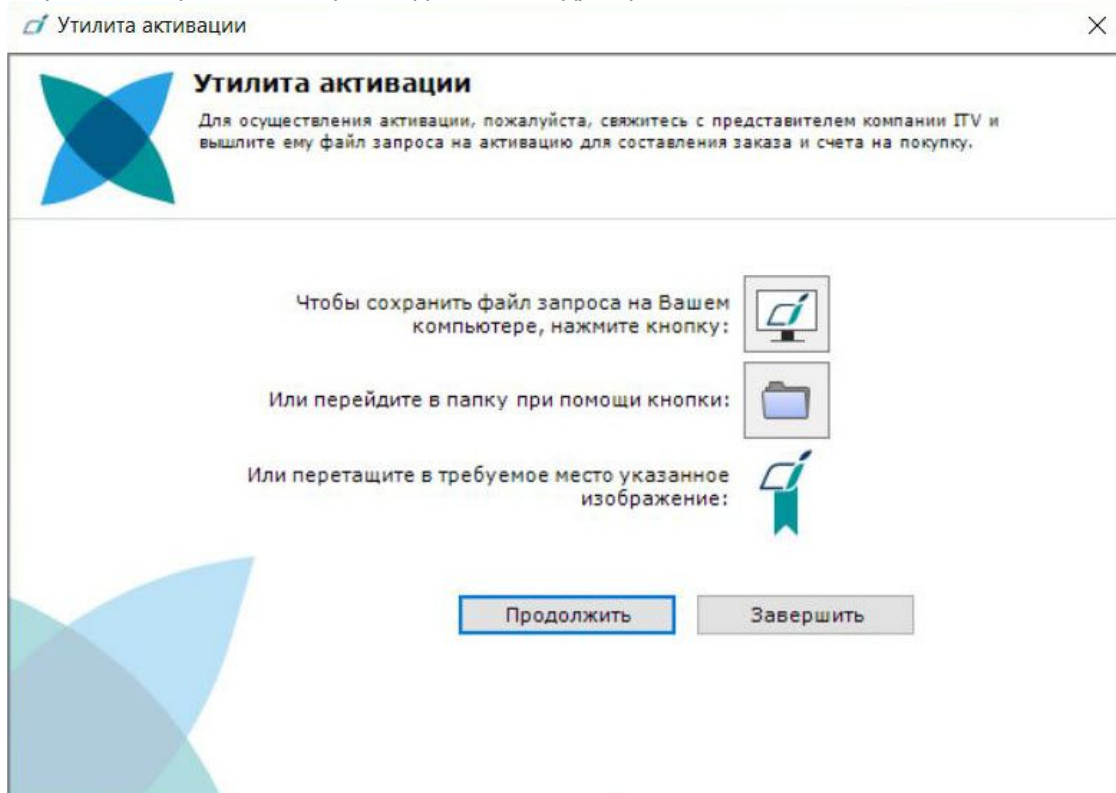 Утилита активации
Утилита активации
Для осуществления активации, пожалуйста, свяжитесь с представителем компании ITV и
вышлите ему файл запроса на активацию для составления заказа и счета на покупку.
Чтобы сохранить файл запроса на Вашем
компьютере, нажмите кнопку:
Или перейдите в папку при помощи кнопки:
Или перетащите в требуемое место указанное
изображение:
Продолжить
Завершить